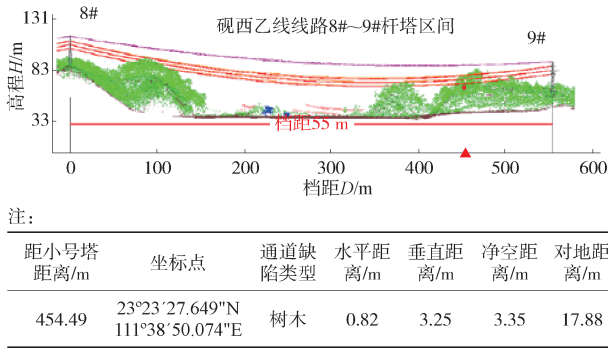 砚西乙线线路8#~9#杆塔区间
8#
9#
131
83
33
高程H/m
档距55 m
0
100
200
300
400
500
600
档距D/m
注：
距小号塔距离/m 坐标点 通道缺陷类型 水平距离/m 垂直距离/m 净空距离/m 对地距离/m
454.49 23°23′27.649″N 111°38′50.074″E 树木 0.82 3.25 3.35 17.88